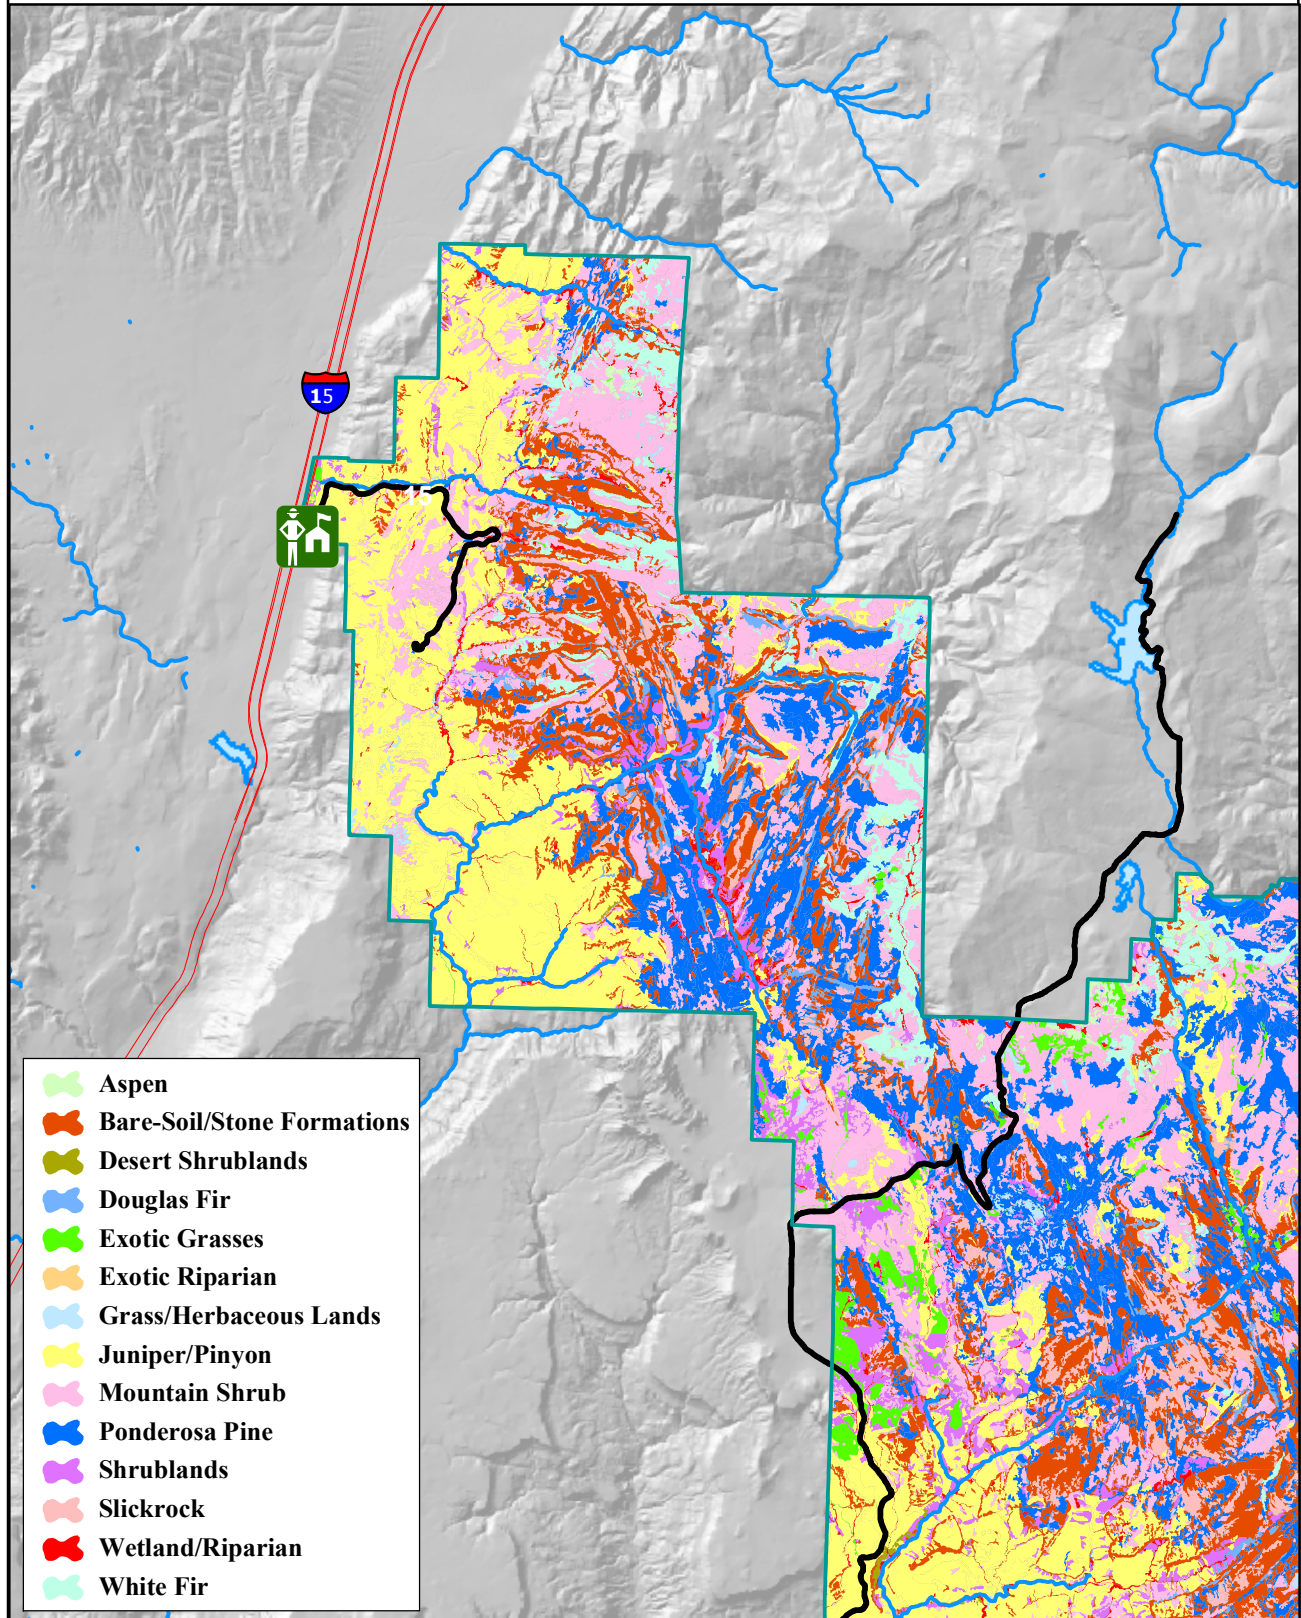 15
15
Aspen
Bare-Soil/Stone Formations
Desert Shrublands
Douglas Fir
Exotic Grasses
Exotic Riparian
Grass/Herbaceous Lands
Juniper/Pinyon
Mountain Shrub
Ponderosa Pine
Shrublands
Slickrock
Wetland/Riparian
White Fir